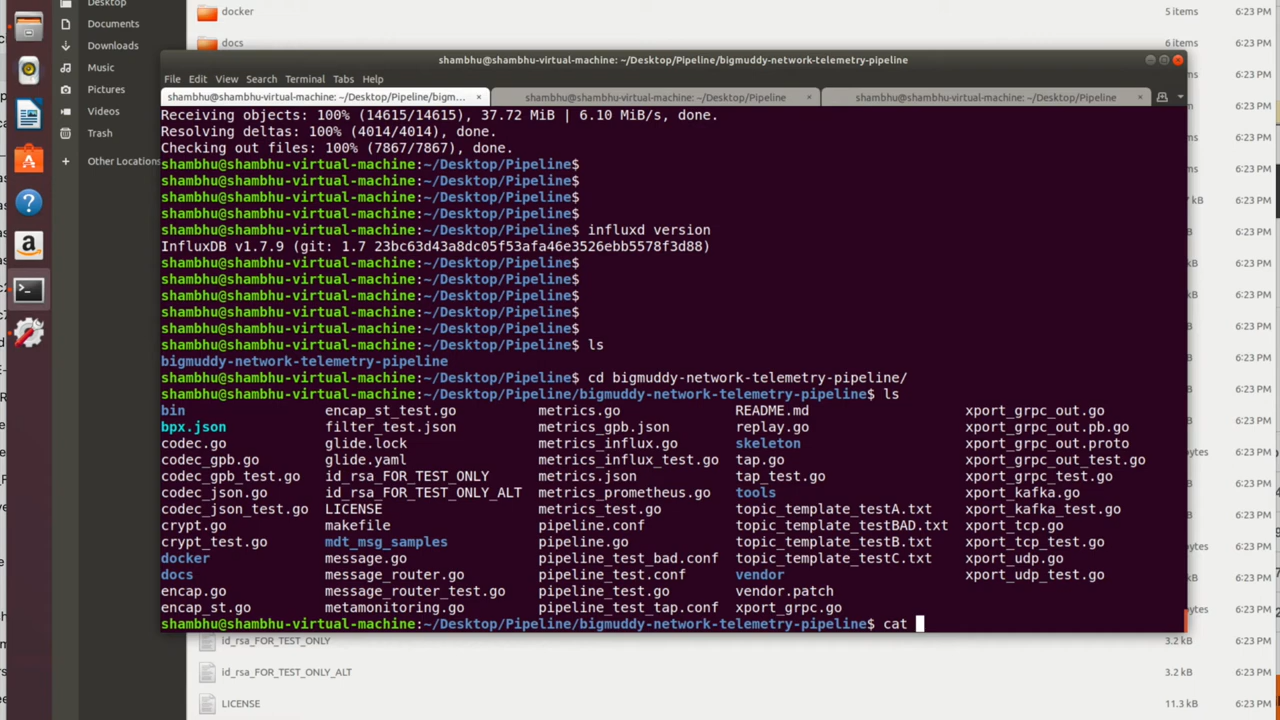 Desktop
Documents
Downloads
Music
Pictures
Videos
Trash
+ Other Locations
docker 5 items 6:23 PM
docs 6 items 6:23 PM
shambhu@shambhu-virtual-machine: ~/Desktop/Pipeline/bigmuddy-network-telemetry-pipeline
File Edit View Search Terminal Tabs Help
shambhu@shambhu-virtual-machine: ~/Desktop/Pipeline/bigm... × shambhu@shambhu-virtual-machine: ~/Desktop/Pipeline × shambhu@shambhu-virtual-machine: ~/Desktop/Pipeline ×
Receiving objects: 100% (14615/14615), 37.72 MiB | 6.10 MiB/s, done.
Resolving deltas: 100% (4014/4014), done.
Checking out files: 100% (7867/7867), done.
shambhu@shambhu-virtual-machine:~/Desktop/Pipeline$
shambhu@shambhu-virtual-machine:~/Desktop/Pipeline$
shambhu@shambhu-virtual-machine:~/Desktop/Pipeline$
shambhu@shambhu-virtual-machine:~/Desktop/Pipeline$
shambhu@shambhu-virtual-machine:~/Desktop/Pipeline$ influxd version
InfluxDB v1.7.9 (git: 1.7 23bc63d43a8dc05f53afa46e3526ebb5578f3d88)
shambhu@shambhu-virtual-machine:~/Desktop/Pipeline$
shambhu@shambhu-virtual-machine:~/Desktop/Pipeline$
shambhu@shambhu-virtual-machine:~/Desktop/Pipeline$
shambhu@shambhu-virtual-machine:~/Desktop/Pipeline$
shambhu@shambhu-virtual-machine:~/Desktop/Pipeline$
shambhu@shambhu-virtual-machine:~/Desktop/Pipeline$ ls
bigmuddy-network-telemetry-pipeline
shambhu@shambhu-virtual-machine:~/Desktop/Pipeline$ cd bigmuddy-network-telemetry-pipeline/
shambhu@shambhu-virtual-machine:~/Desktop/Pipeline/bigmuddy-network-telemetry-pipeline$ ls
bin encap_st_test.go metrics.go README.md xport_grpc_out.go
bpx.json filter_test.json metrics_gpb.json replay.go xport_grpc_out.pb.go
codec.go glide.lock metrics_influx.go skeleton xport_grpc_out.proto
codec_gpb.go glide.yaml metrics_influx_test.go tap.go xport_grpc_out_test.go
codec_gpb_test.go id_rsa_FOR_TEST_ONLY metrics.json tap_test.go xport_grpc_test.go
codec_json.go id_rsa_FOR_TEST_ONLY_ALT metrics_prometheus.go tools xport_kafka.go
codec_json_test.go LICENSE metrics_test.go topic_template_testA.txt xport_kafka_test.go
crypt.go makefile pipeline.conf topic_template_testBAD.txt xport_tcp.go
crypt_test.go mdt_msg_samples pipeline.go topic_template_testB.txt xport_tcp_test.go
docker message.go pipeline_test_bad.conf topic_template_testC.txt xport_udp.go
docs message_router.go pipeline_test.conf vendor xport_udp_test.go
encap.go message_router_test.go pipeline_test.go vendor.patch
encap_st.go metamonitoring.go pipeline_test_tap.conf xport_grpc.go
shambhu@shambhu-virtual-machine:~/Desktop/Pipeline/bigmuddy-network-telemetry-pipeline$ cat
id_rsa_FOR_TEST_ONLY 3.2 kB 6:23 PM
id_rsa_FOR_TEST_ONLY_ALT 3.2 kB 6:23 PM
LICENSE 11.3 kB 6:23 PM